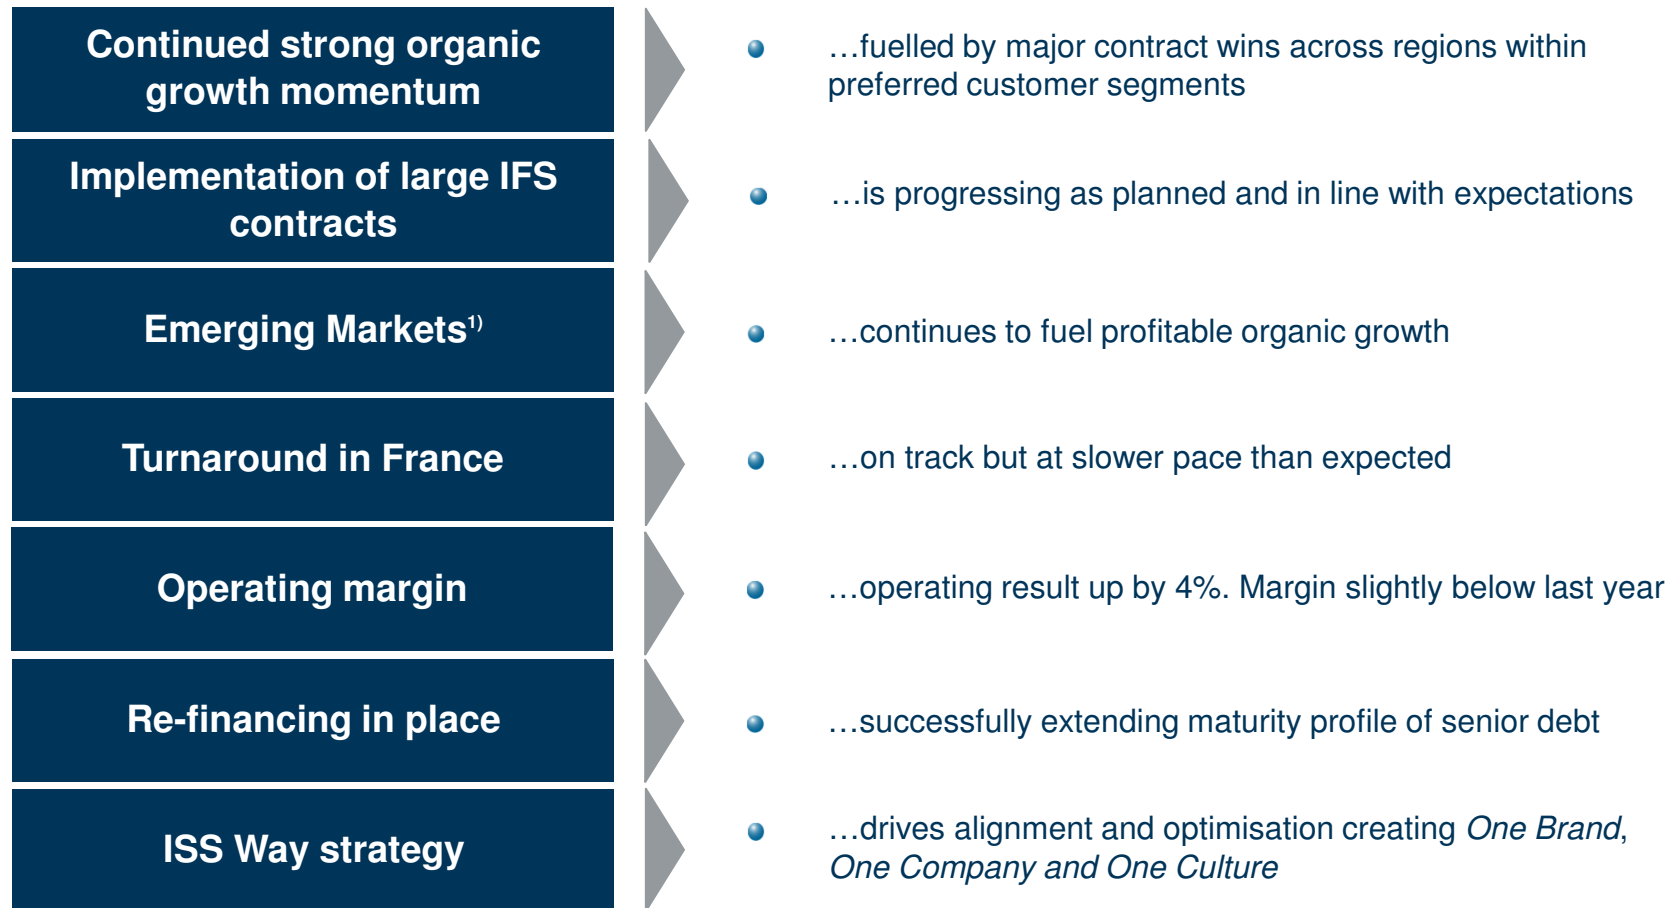 Continued strong organic
growth momentum
…fuelled by major contract wins across regions within
preferred customer segments
Implementation of large IFS
contracts
…is progressing as planned and in line with expectations
Emerging Markets1)
…continues to fuel profitable organic growth
Turnaround in France
…on track but at slower pace than expected
Operating margin
…operating result up by 4%. Margin slightly below last year
Re-financing in place
…successfully extending maturity profile of senior debt
ISS Way strategy
…drives alignment and optimisation creating One Brand,
One Company and One Culture